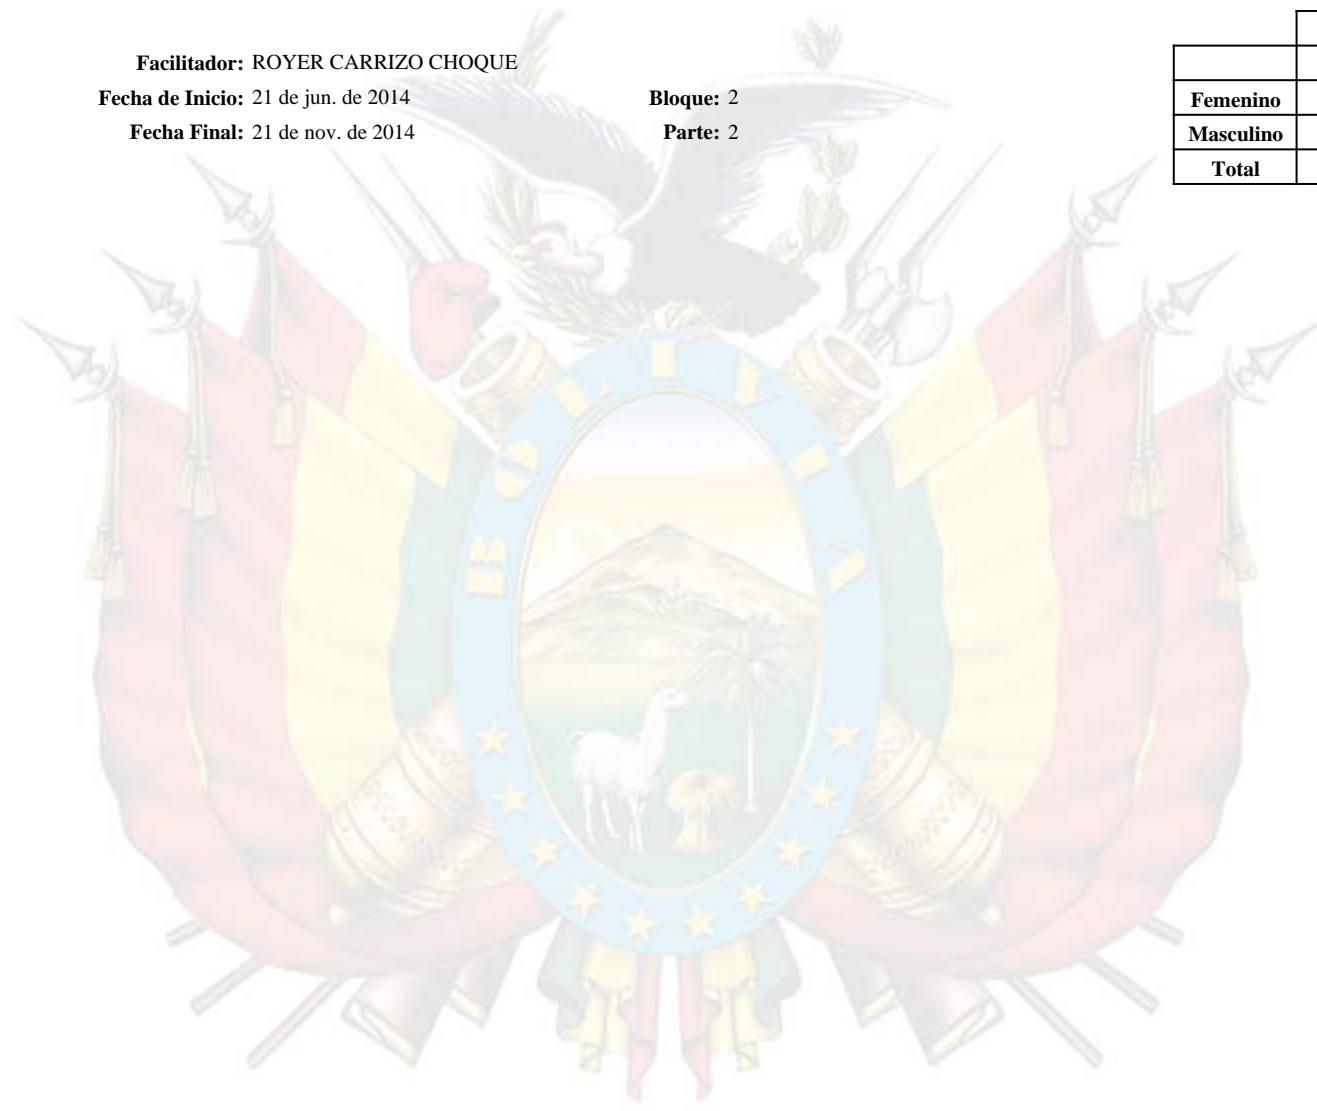 Facilitador: ROYER CARRIZO CHOQUE
Fecha de Inicio: 21 de jun. de 2014 Bloque: 2
Fecha Final: 21 de nov. de 2014 Parte: 2
Femenino
Masculino
Total
BOLIVIA